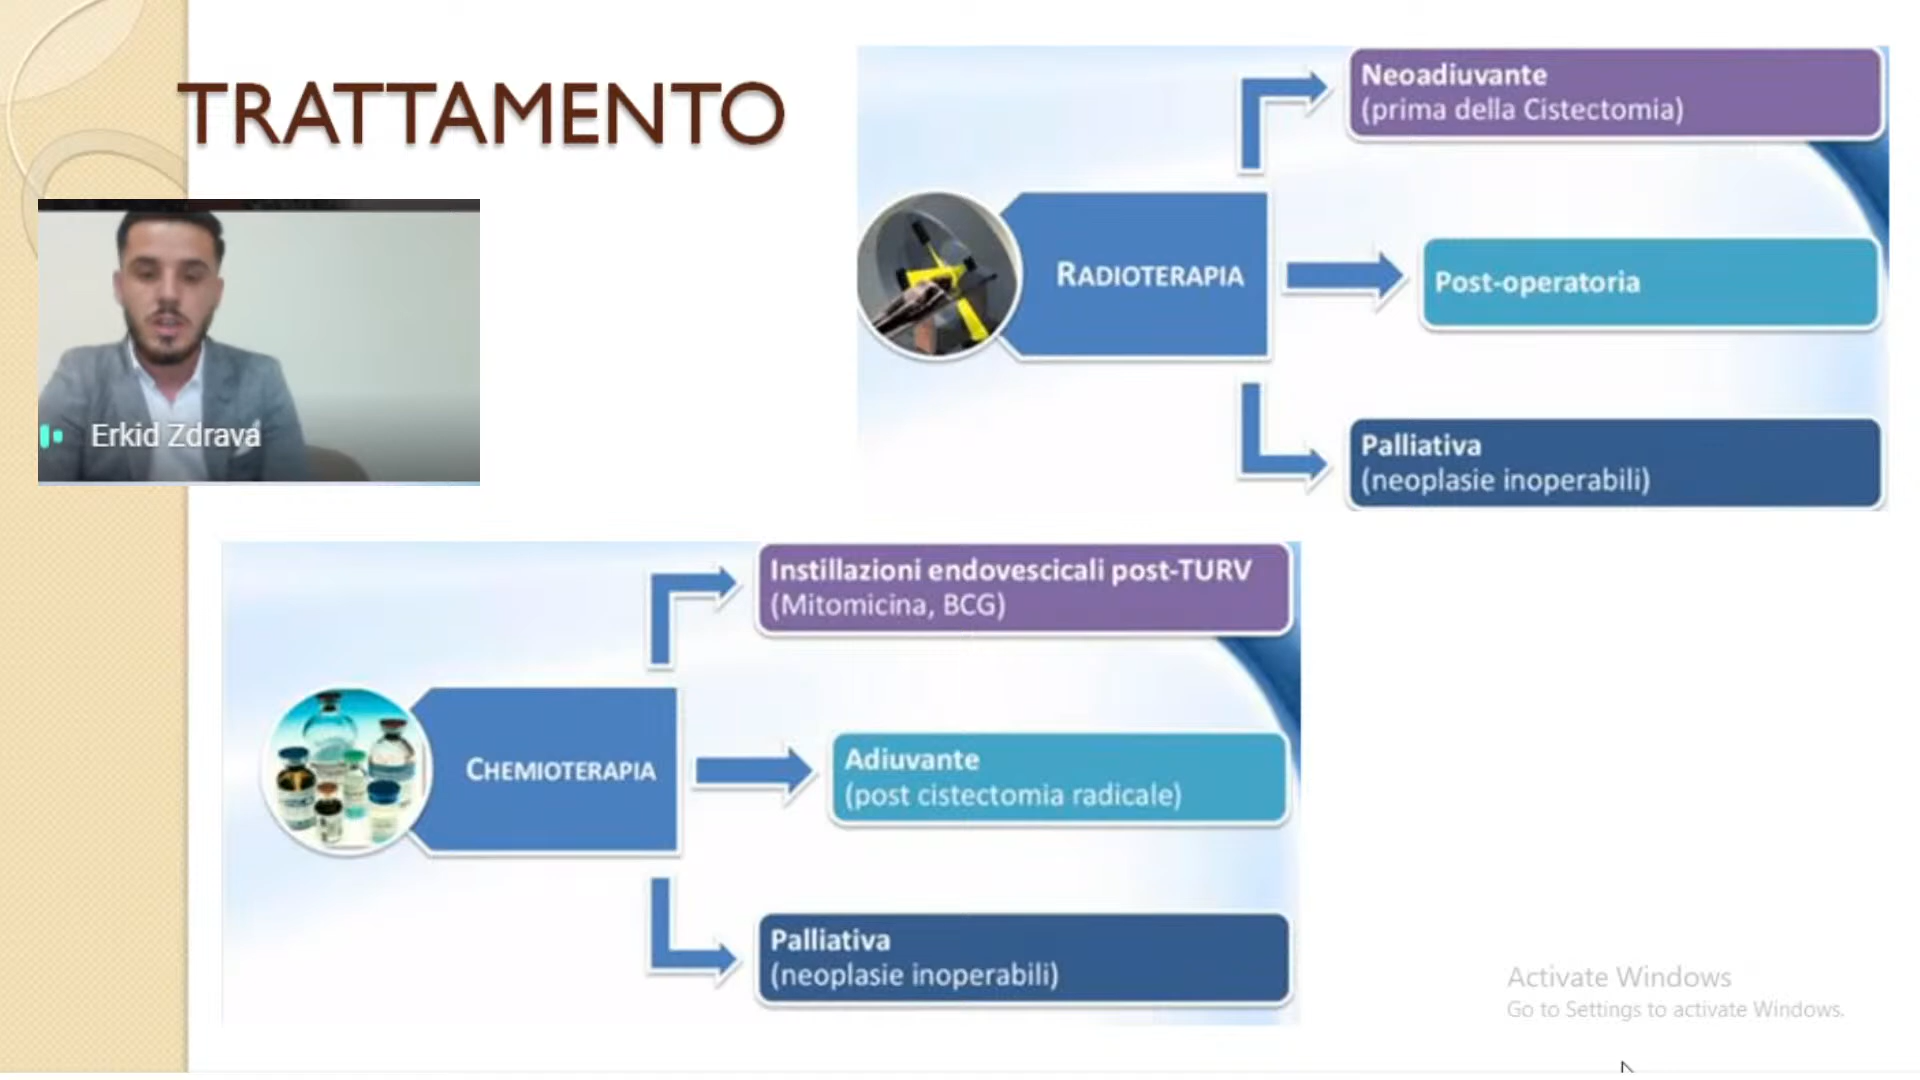 TRATTAMENTO
Neoadiuvante
(prima della Cistectomia)
RADIOTERAPIA
Post-operatoria
Palliativa
(neoplasie inoperabili)
Erkid Zdrava
Instillazioni endovescicali post-TURV
(Mitomicina, BCG)
CHEMIOTERAPIA
Adiuvante
(post cistectomia radicale)
Palliativa
(neoplasie inoperabili)
Activate Windows
Go to Settings to activate Windows.